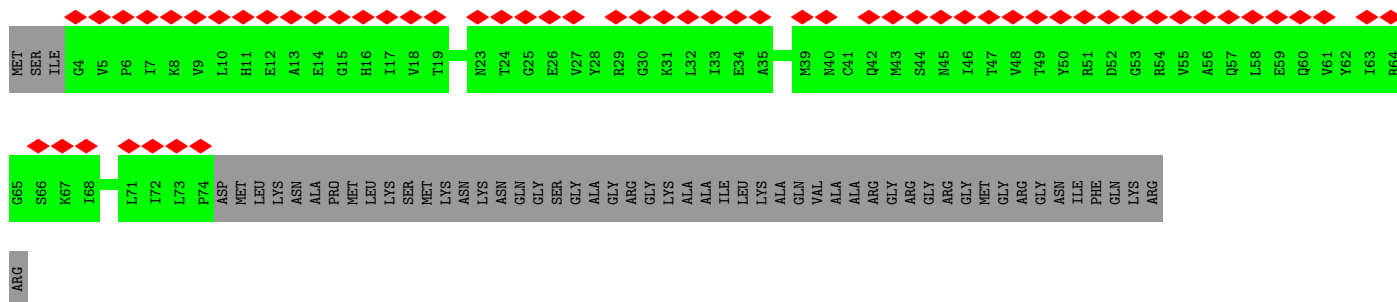 MET SER ILE G4 V5 P6 I7 K8 V9 L10 H11 E12 A13 E14 G15 H16 I17 V18 T19 N23 T24 G25 E26 V27 Y28 R29 G30 K31 L32 I33 E34 A35 M39 N40 C41 Q42 M43 S44 N45 I46 T47 V48 T49 Y50 R51 D52 G53 R54 V55 A56 Q57 L58 E59 Q60 V61 Y62 I63 R64
G65 S66 K67 I68 L71 I72 L73 P74 ASP MET LEU LYS ASN ALA PRO MET LEU LYS SER MET LYS ASN LYS ASN GLN GLY SER GLY ALA GLY ARG GLY LYS ALA ALA ILE LEU LYS ALA GLN VAL ALA ALA ARG GLY ARG GLY ARG GLY MET GLY ARG GLY ASN ILE PHE GLN LYS ARG
ARG